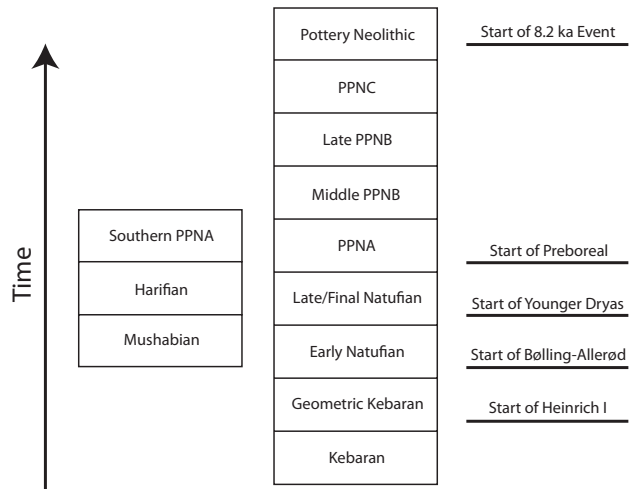 Time
Southern PPNA
Harifian
Mushabian
Pottery Neolithic
PPNC
Late PPNB
Middle PPNB
PPNA
Late/Final Natufian
Early Natufian
Geometric Kebaran
Kebaran
Start of 8.2 ka Event
Start of Preboreal
Start of Younger Dryas
Start of Bølling-Allerød
Start of Heinrich I